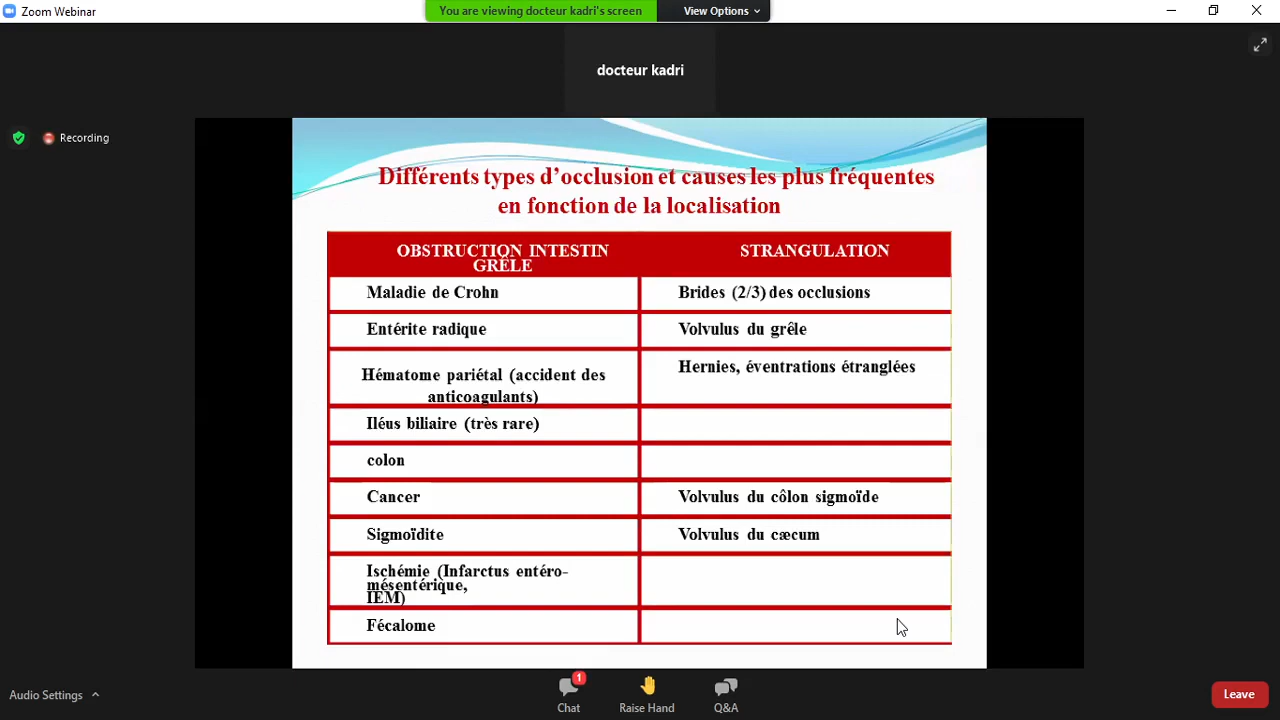 Zoom Webinar
You are viewing docteur kadri's screen
View Options
docteur kadri
Recording
Différents types d'occlusion et causes les plus fréquentes
en fonction de la localisation
OBSTRUCTION INTESTIN
GRÊLE
STRANGULATION
Maladie de Crohn
Brides (2/3) des occlusions
Entérite radique
Volvulus du grêle
Hématome pariétal (accident des
anticoagulants)
Hernies, éventrations étranglées
Iléus biliaire (très rare)
colon
Cancer
Volvulus du côlon sigmoïde
Sigmoïdite
Volvulus du cæcum
Ischémie (Infarctus entéro-
mésentérique,
IEM)
Fécalome
Audio Settings
1
Chat
Raise Hand
Q&A
Leave